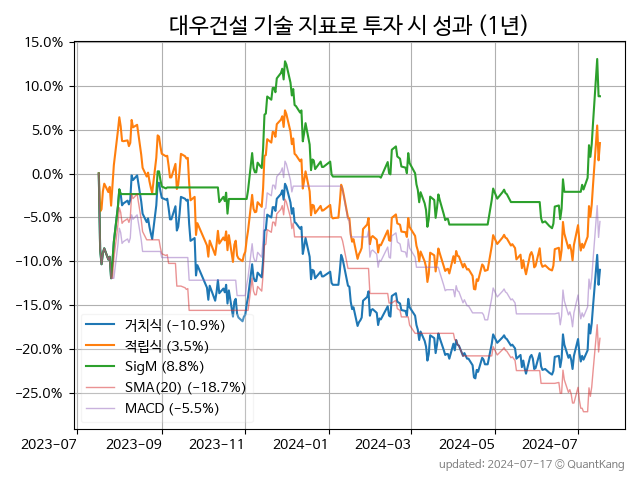 대우건설 기술 지표로 투자 시 성과 (1년)
15.0%
10.0%
5.0%
0.0%
−5.0%
−10.0%
−15.0%
−20.0%
−25.0%
거치식 (−10.9%)
적립식 (3.5%)
SigM (8.8%)
SMA(20) (−18.7%)
MACD (−5.5%)
2023-07 2023-09 2023-11 2024-01 2024-03 2024-05 2024-07
updated: 2024-07-17 © QuantKang